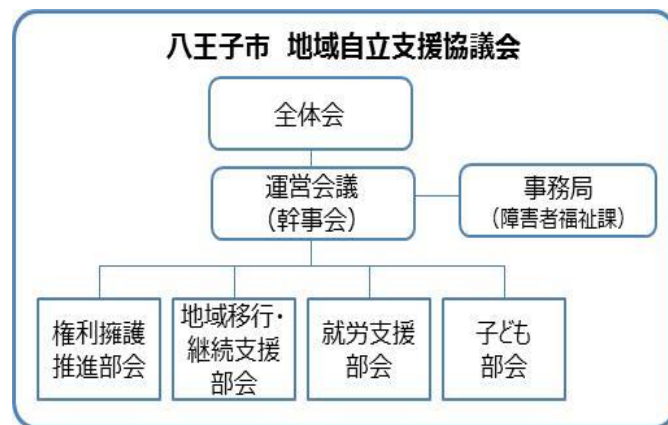 八王子市 地域自立支援協議会
全体会
運営会議
（幹事会）
事務局
（障害者福祉課）
権利擁護
推進部会
地域移行・
継続支援
部会
就労支援
部会
子ども
部会